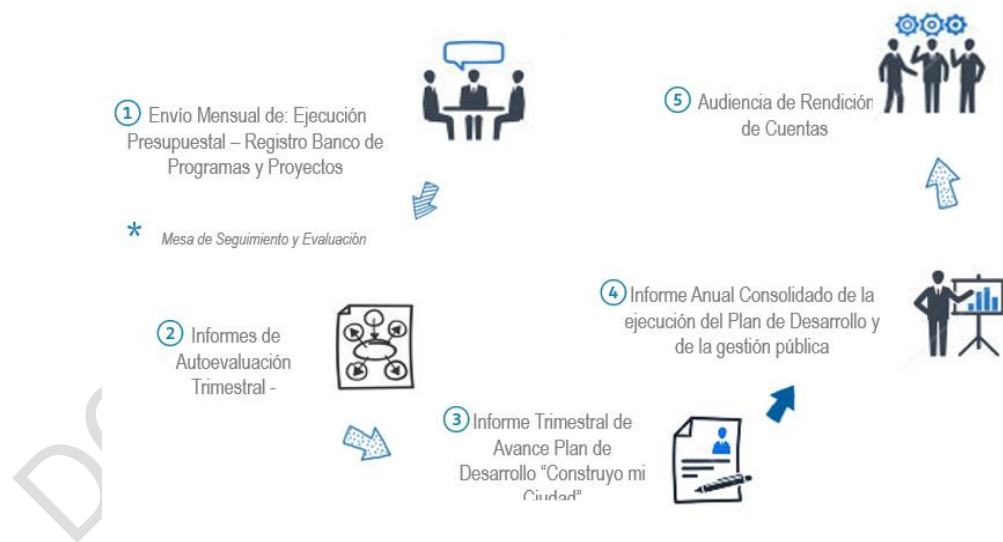 1 Envío Mensual de: Ejecución
Presupuestal – Registro Banco de
Programas y Proyectos
* Mesa de Seguimiento y Evaluación
2 Informes de
Autoevaluación
Trimestral -
3 Informe Trimestral de
Avance Plan de
Desarrollo “Construyo mi
Ciudad”
4 Informe Anual Consolidado de la
ejecución del Plan de Desarrollo y
de la gestión pública
5 Audiencia de Rendición
de Cuentas